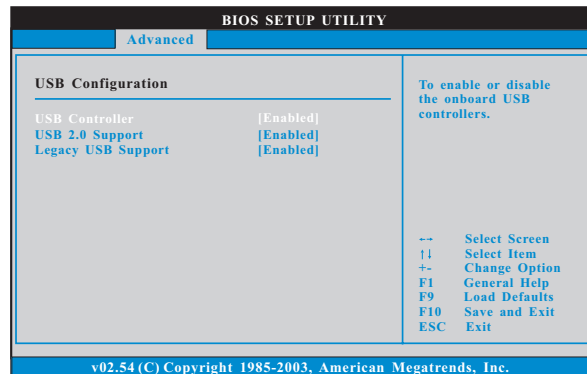 BIOS SETUP UTILITY
Advanced
USB Configuration
USB Controller [Enabled]
USB 2.0 Support [Enabled]
Legacy USB Support [Enabled]
To enable or disable
the onboard USB
controllers.
←→ Select Screen
↑↓ Select Item
+- Change Option
F1 General Help
F9 Load Defaults
F10 Save and Exit
ESC Exit
v02.54 (C) Copyright 1985-2003, American Megatrends, Inc.